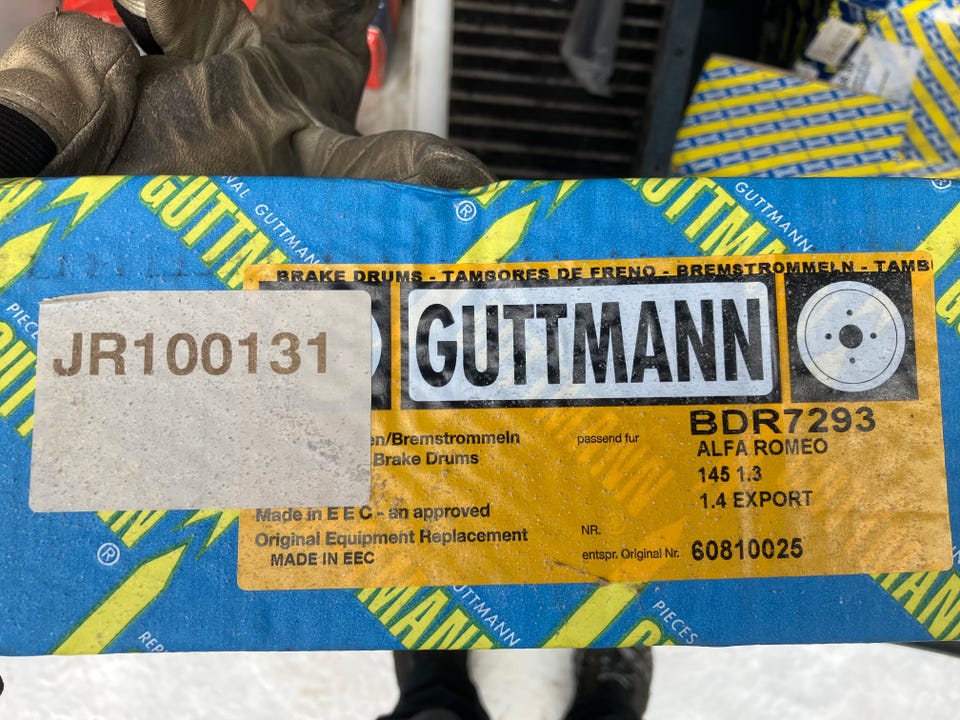 GUTTMANN
BRAKE DRUMS - TAMBORES DE FRENO - BREMSTROMMELN - TAMB
JR100131
GUTTMANN
BDR7293
en/Bremstrommeln
passend fur
ALFA ROMEO
Brake Drums
145 1.3
1.4 EXPORT
Made in E E C - an approved
Original Equipment Replacement
NR.
MADE IN EEC
entspr. Original Nr. 60810025
GUTTMANN
PIECES